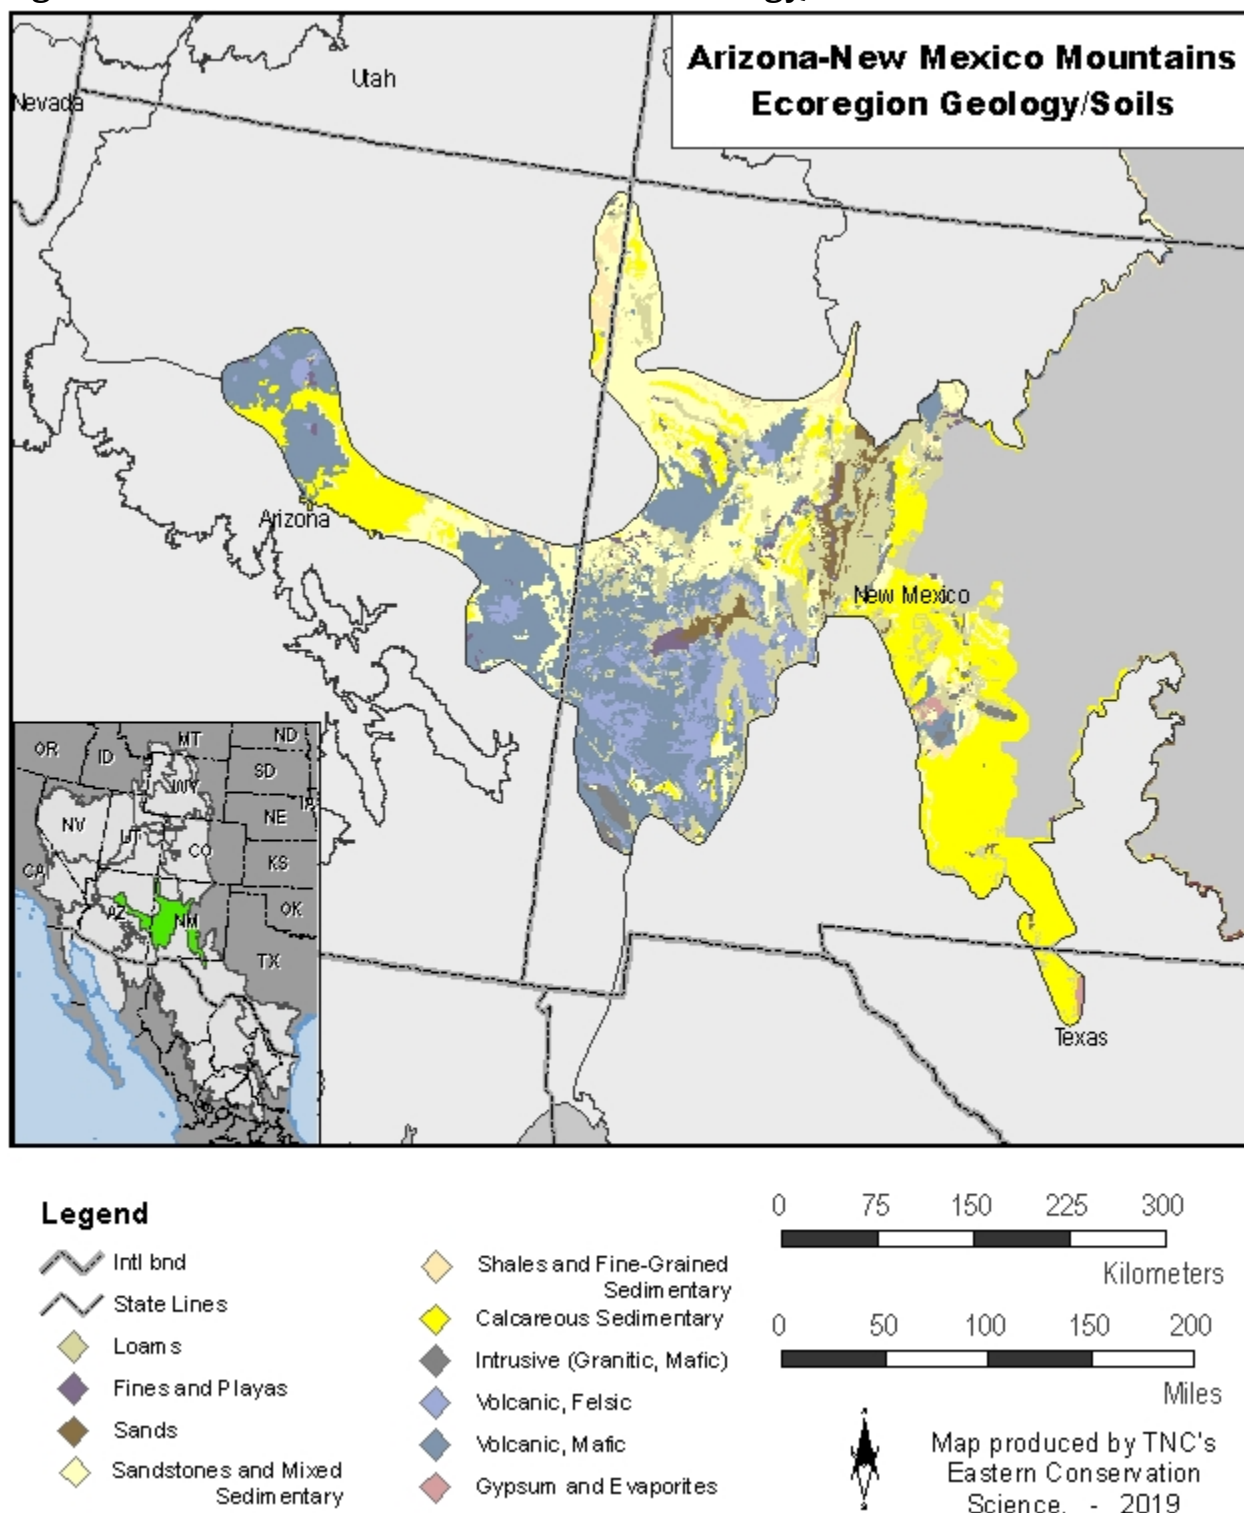 Arizona-New Mexico Mountains
Ecoregion Geology/Soils
Utah
Nevada
Arizona
New Mexico
Texas
OR
ID
MT
ND
SD
WY
NE
NV
UT
CO
CA
KS
AZ
NM
OK
TX
Legend
Intl bnd
State Lines
Loams
Fines and Playas
Sands
Sandstones and Mixed
Sedimentary
Shales and Fine-Grained
Sedimentary
Calcareous Sedimentary
Intrusive (Granitic, Mafic)
Volcanic, Felsic
Volcanic, Mafic
Gypsum and Evaporites
0 75 150 225 300
Kilometers
0 50 100 150 200
Miles
Map produced by TNC's
Eastern Conservation
Science. - 2019